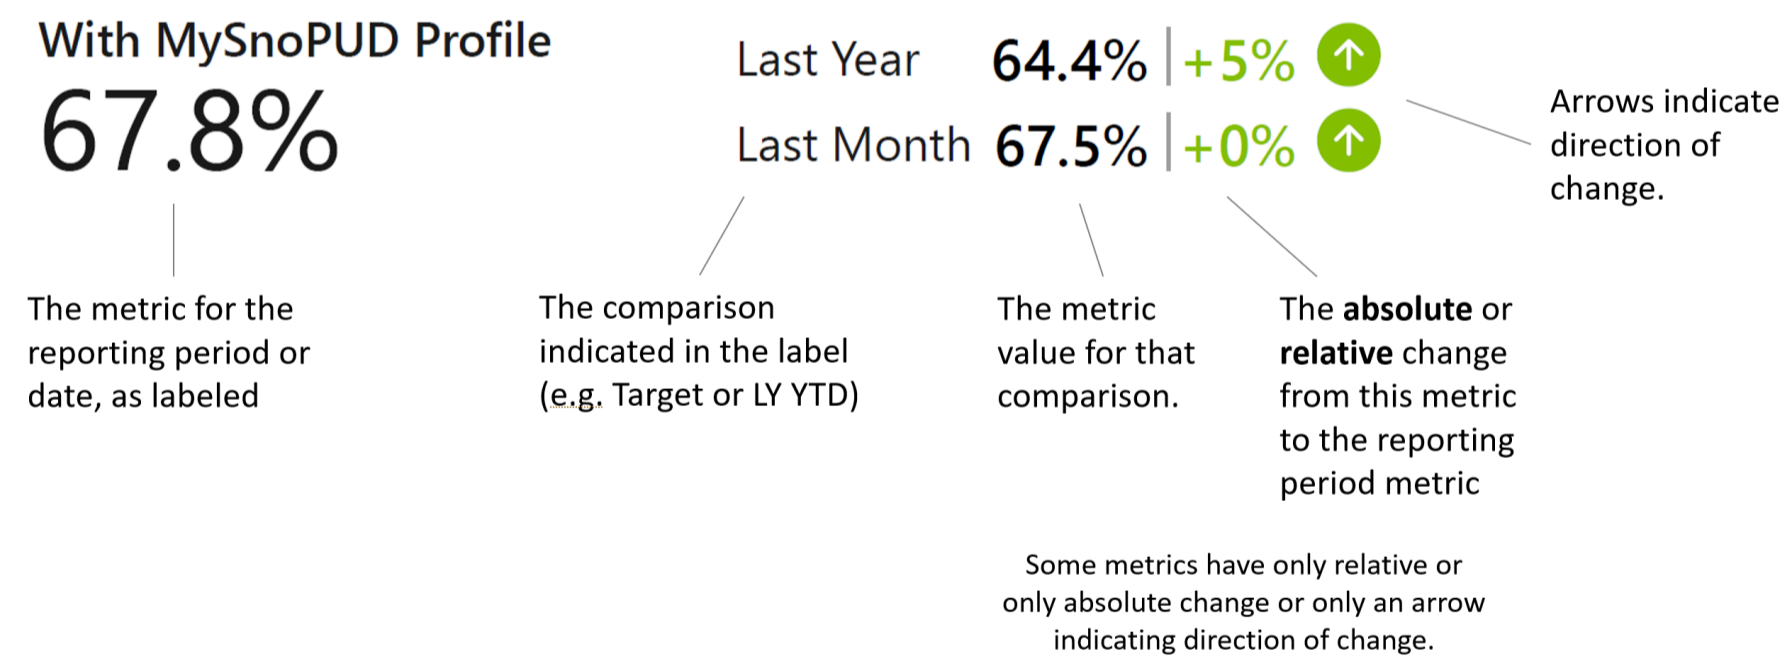 With MySnoPUD Profile
67.8%
Last Year 64.4% +5%
Last Month 67.5% +0%
Arrows indicate
direction of
change.
The metric for the
reporting period or
date, as labeled
The comparison
indicated in the label
(e.g. Target or LY YTD)
The metric
value for that
comparison.
The absolute or
relative change
from this metric
to the reporting
period metric
Some metrics have only relative or
only absolute change or only an arrow
indicating direction of change.